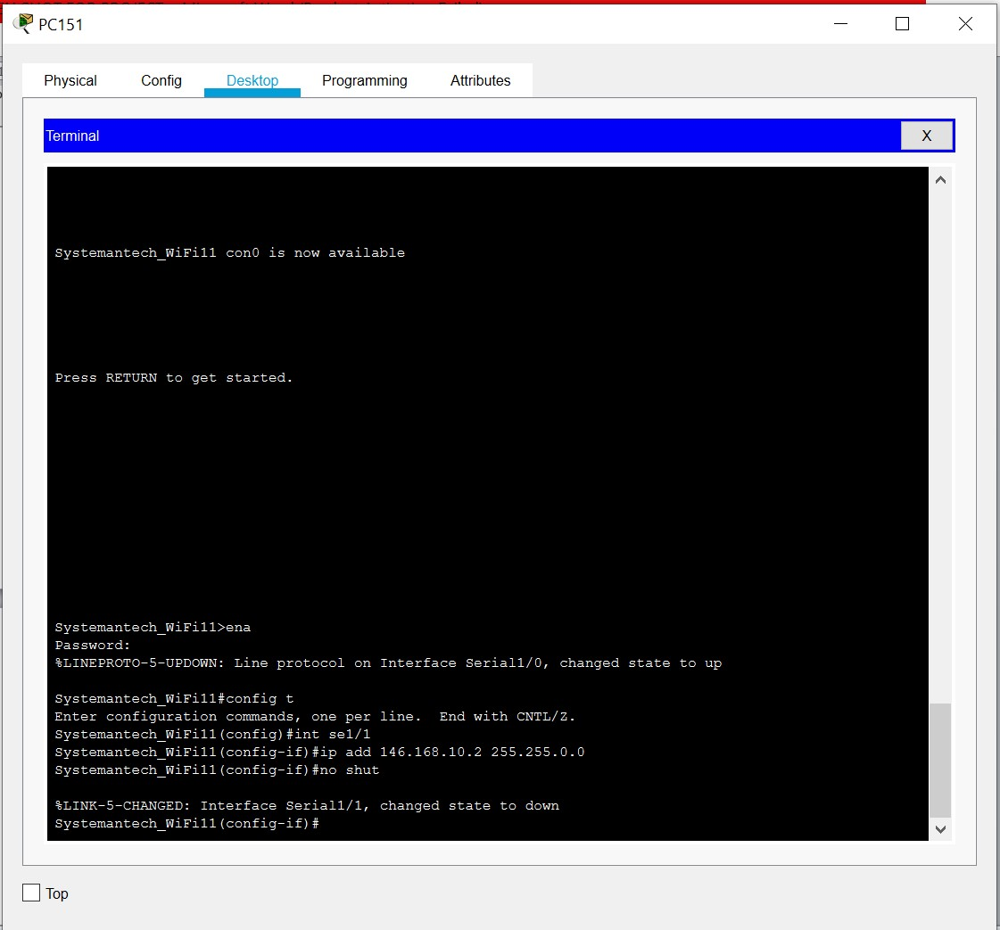 PC151
Physical Config Desktop Programming Attributes
Terminal X
Systemantech_WiFi11 con0 is now available
Press RETURN to get started.
Systemantech_WiFi11>ena
Password:
%LINEPROTO-5-UPDOWN: Line protocol on Interface Serial1/0, changed state to up
Systemantech_WiFi11#config t
Enter configuration commands, one per line.  End with CNTL/Z.
Systemantech_WiFi11(config)#int se1/1
Systemantech_WiFi11(config-if)#ip add 146.168.10.2 255.255.0.0
Systemantech_WiFi11(config-if)#no shut
%LINK-5-CHANGED: Interface Serial1/1, changed state to down
Systemantech_WiFi11(config-if)#
Top